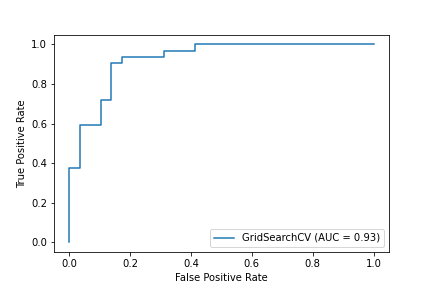 1.0
0.8
0.6
0.4
0.2
0.0
True Positive Rate
GridSearchCV (AUC = 0.93)
0.0 0.2 0.4 0.6 0.8 1.0
False Positive Rate